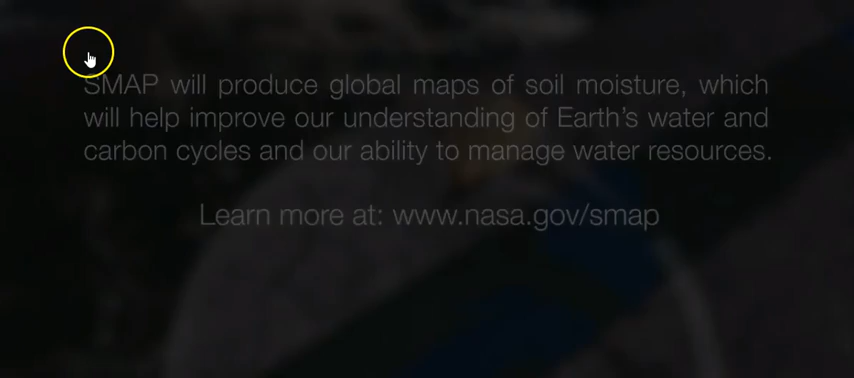 SMAP will produce global maps of soil moisture, which
will help improve our understanding of Earth's water and
carbon cycles and our ability to manage water resources.
Learn more at: www.nasa.gov/smap